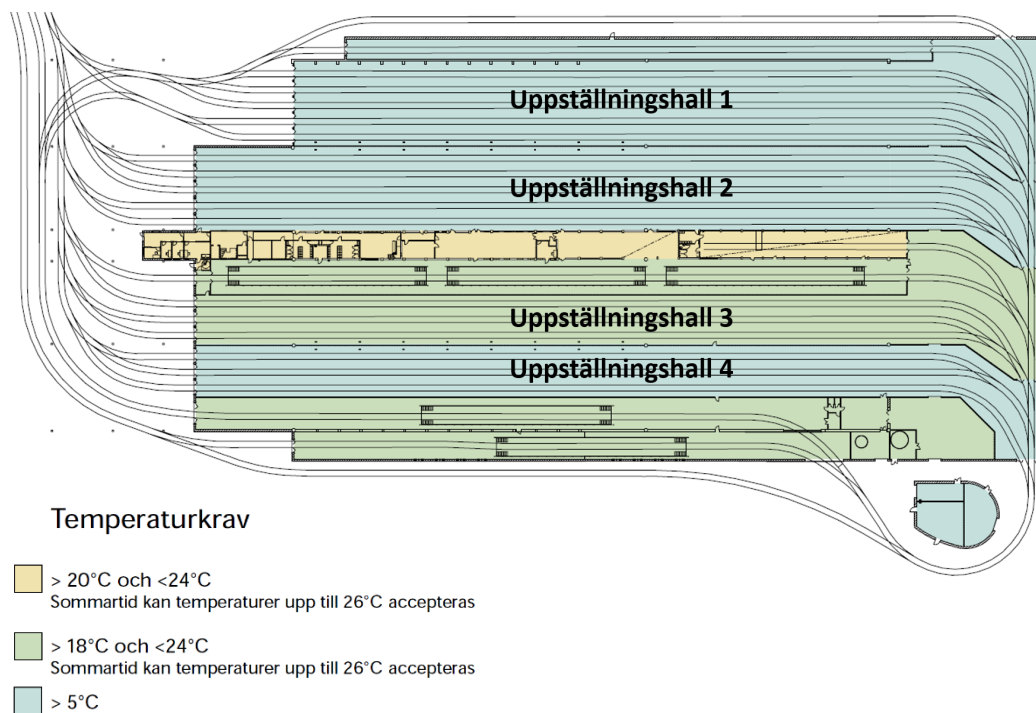 Uppställningshall 1
Uppställningshall 2
Uppställningshall 3
Uppställningshall 4
Temperaturkrav
> 20°C och <24°C
Sommartid kan temperaturer upp till 26°C accepteras
> 18°C och <24°C
Sommartid kan temperaturer upp till 26°C accepteras
> 5°C